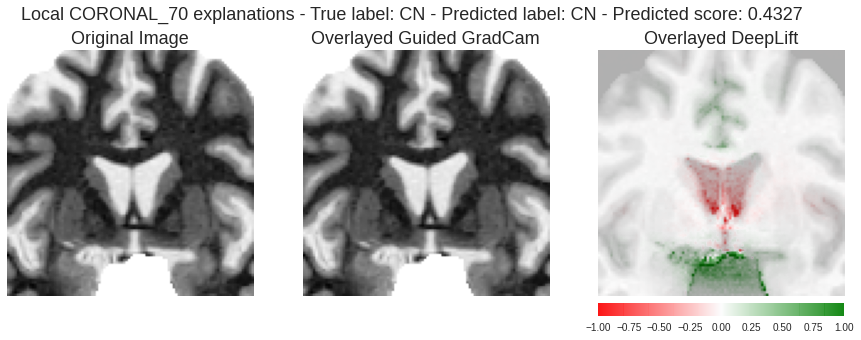 Local CORONAL_70 explanations - True label: CN - Predicted label: CN - Predicted score: 0.4327
Original Image Overlayed Guided GradCam Overlayed DeepLift
−1.00 −0.75 −0.50 −0.25 0.00 0.25 0.50 0.75 1.00